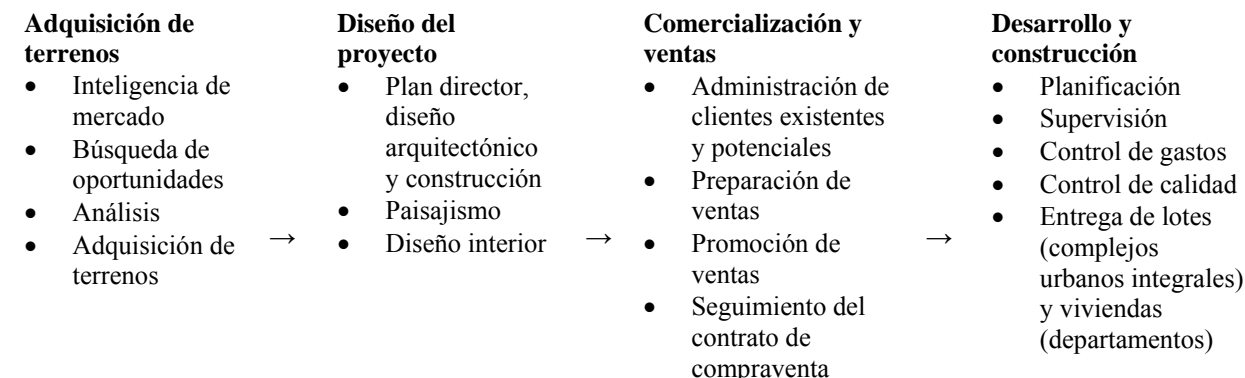 Adquisición de
terrenos
• Inteligencia de
mercado
• Búsqueda de
oportunidades
• Análisis
• Adquisición de
terrenos
→
Diseño del
proyecto
• Plan director,
diseño
arquitectónico
y construcción
• Paisajismo
• Diseño interior
→
Comercialización y
ventas
• Administración de
clientes existentes
y potenciales
• Preparación de
ventas
• Promoción de
ventas
• Seguimiento del
contrato de
compraventa
→
Desarrollo y
construcción
• Planificación
• Supervisión
• Control de gastos
• Control de calidad
• Entrega de lotes
(complejos
urbanos integrales)
y viviendas
(departamentos)